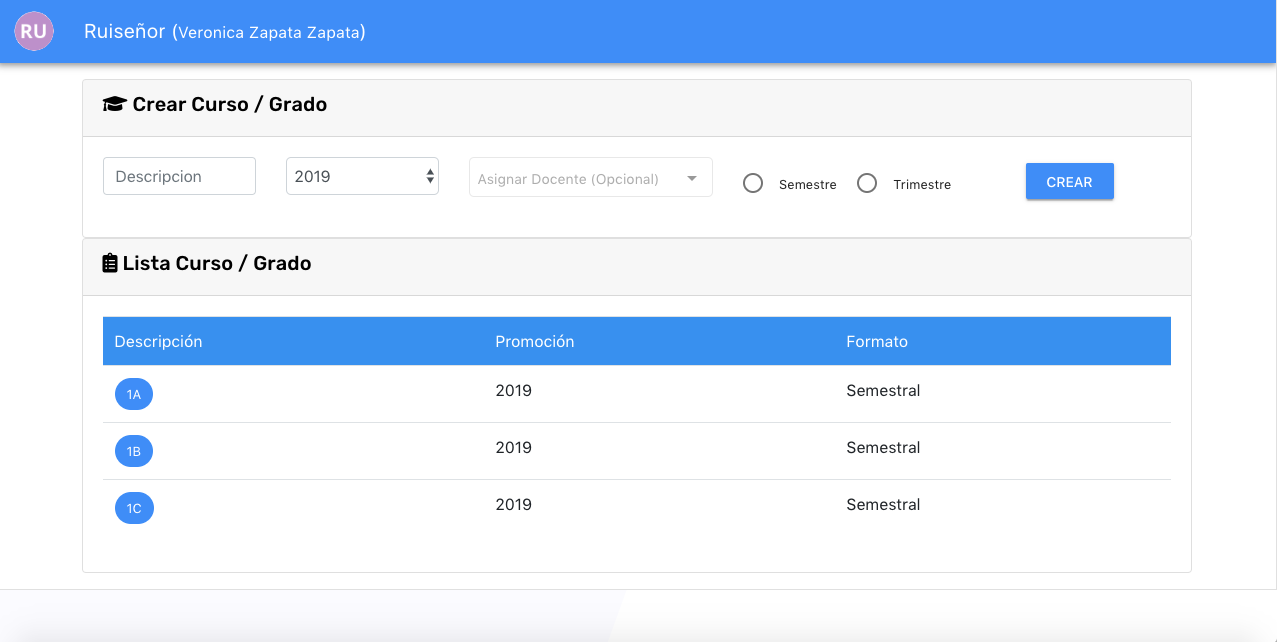 RU
Ruiseñor (Veronica Zapata Zapata)
Crear Curso / Grado
Descripcion
2019
Asignar Docente (Opcional)
Semestre
Trimestre
CREAR
Lista Curso / Grado
Descripción Promoción Formato
1A 2019 Semestral
1B 2019 Semestral
1C 2019 Semestral